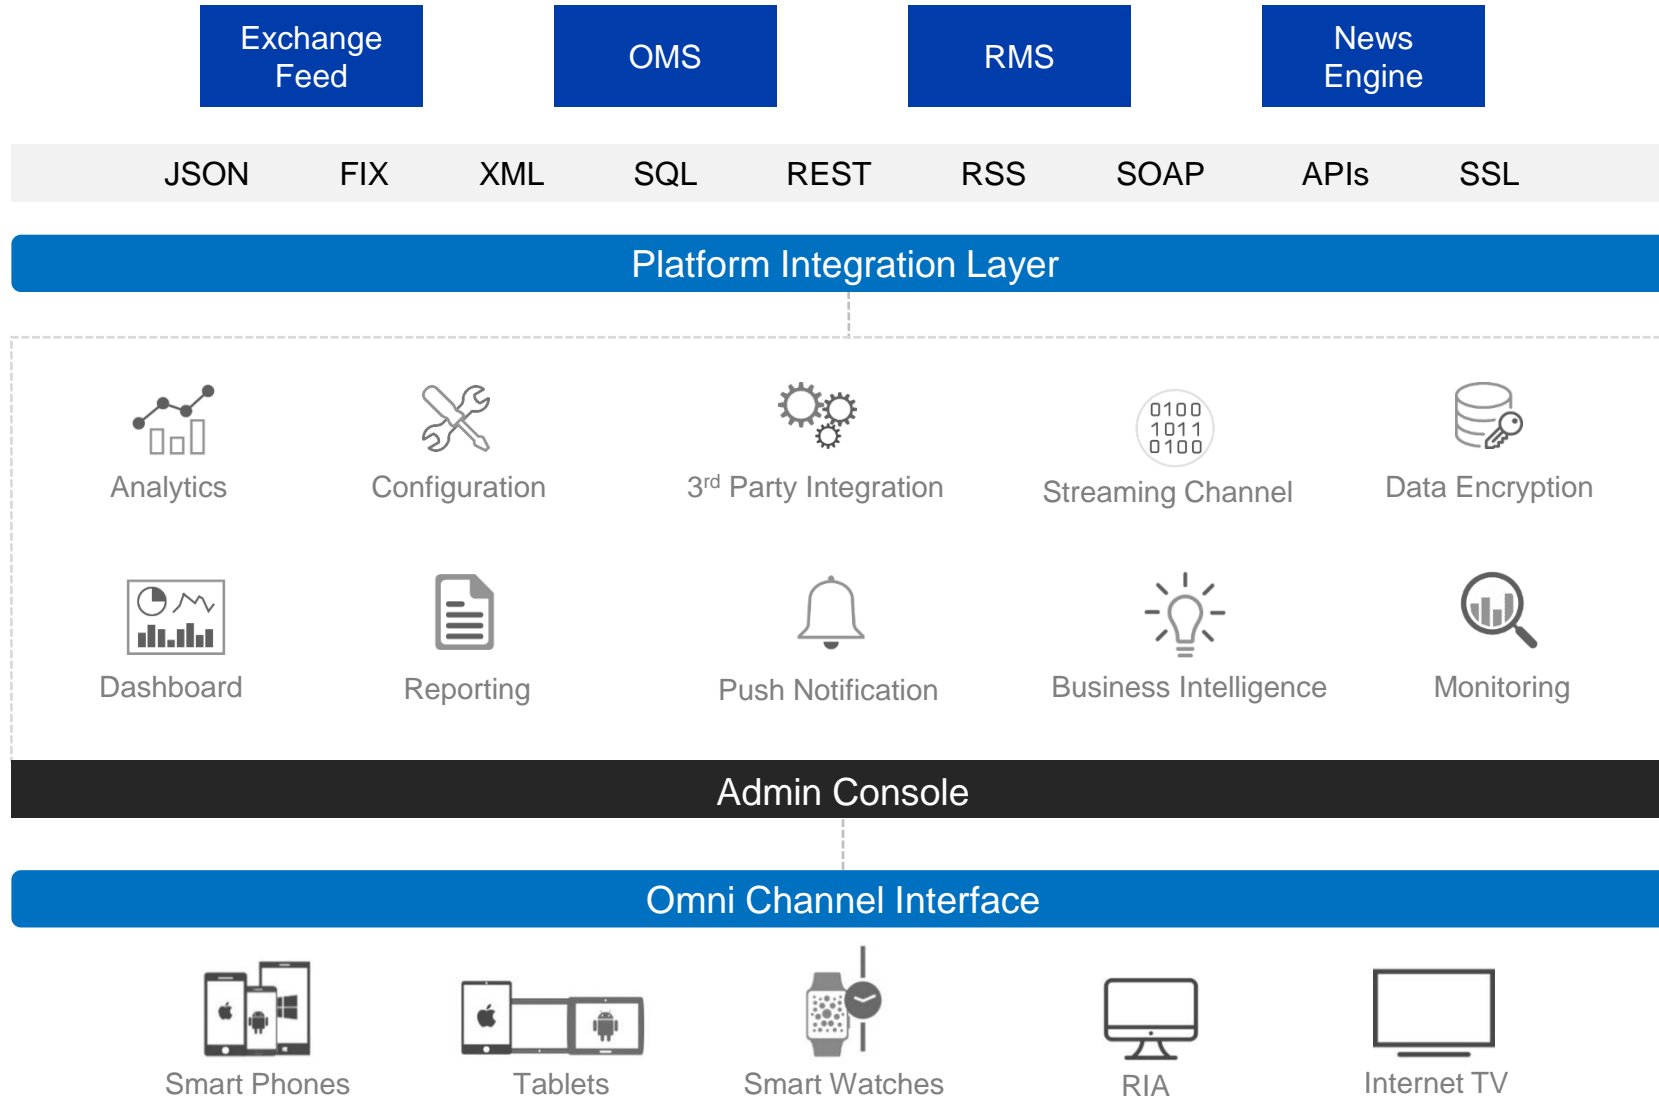 Exchange
Feed
OMS
RMS
News
Engine
JSON FIX XML SQL REST RSS SOAP APIs SSL
Platform Integration Layer
0100
1011
0100
Analytics Configuration 3rd Party Integration Streaming Channel Data Encryption
Dashboard Reporting Push Notification Business Intelligence Monitoring
Admin Console
Omni Channel Interface
Smart Phones Tablets Smart Watches RIA Internet TV